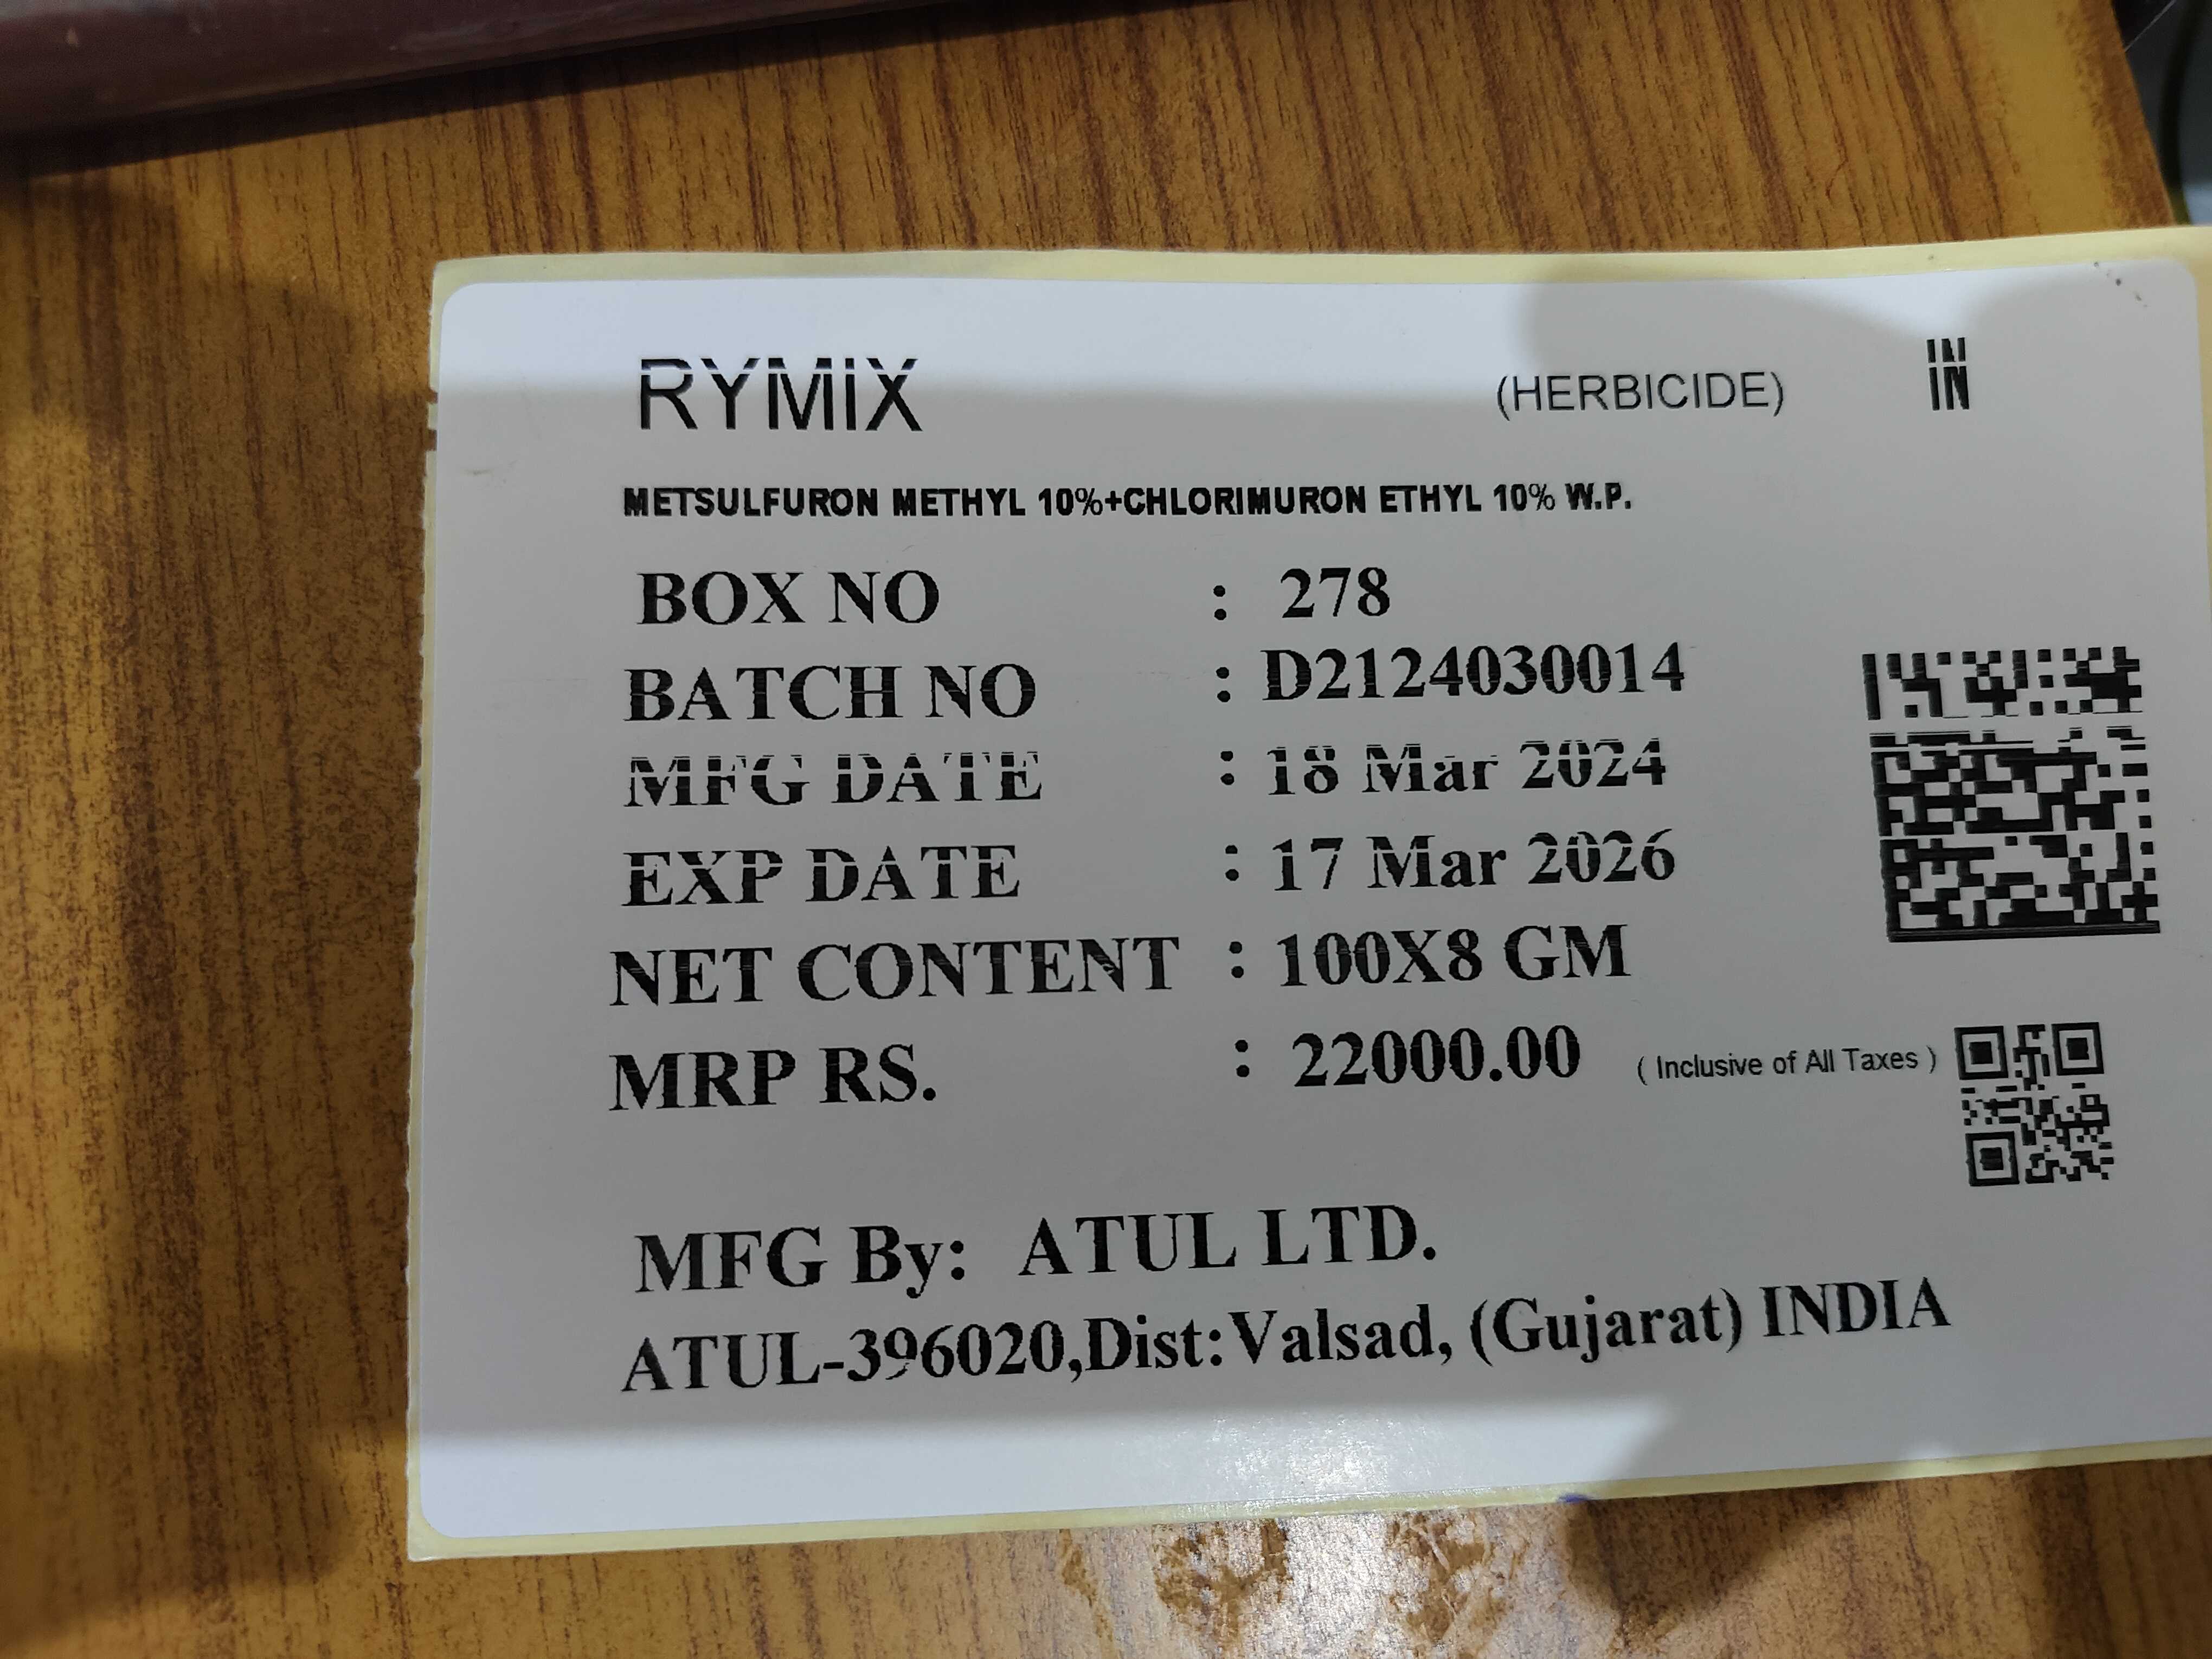 RYMIX (HERBICIDE) IN
METSULFURON METHYL 10%+CHLORIMURON ETHYL 10% W.P.
BOX NO : 278
BATCH NO : D2124030014
MFG DATE : 18 Mar 2024
EXP DATE : 17 Mar 2026
NET CONTENT : 100X8 GM
MRP RS. : 22000.00 ( Inclusive of All Taxes )
MFG By: ATUL LTD.
ATUL-396020,Dist:Valsad, (Gujarat) INDIA